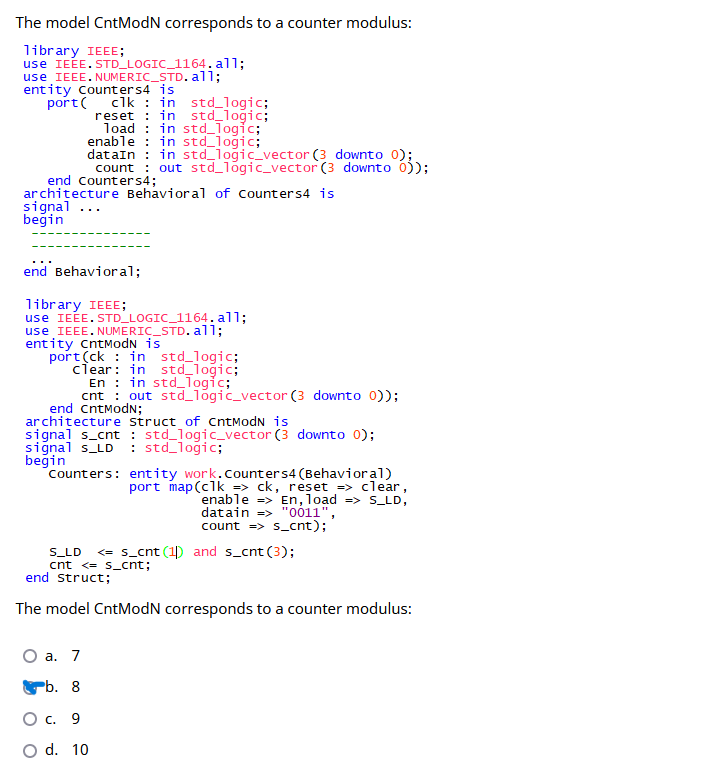 The model CntModN corresponds to a counter modulus:
library IEEE;
use IEEE.STD_LOGIC_1164.all;
use IEEE.NUMERIC_STD.all;
entity Counters4 is
port( clk : in std_logic;
reset : in std_logic;
load : in std_logic;
enable : in std_logic;
dataIn : in std_logic_vector(3 downto 0);
count : out std_logic_vector(3 downto 0));
end Counters4;
architecture Behavioral of Counters4 is
signal ...
begin
---------------
---------------
...
end Behavioral;
library IEEE;
use IEEE.STD_LOGIC_1164.all;
use IEEE.NUMERIC_STD.all;
entity CntModN is
port(ck : in std_logic;
Clear: in std_logic;
En : in std_logic;
cnt : out std_logic_vector(3 downto 0));
end CntModN;
architecture Struct of CntModN is
signal s_cnt : std_logic_vector(3 downto 0);
signal s_LD : std_logic;
begin
Counters: entity work.Counters4(Behavioral)
port map(clk => ck, reset => clear,
enable => En,load => S_LD,
datain => "0011",
count => s_cnt);
S_LD <= s_cnt(1) and s_cnt(3);
cnt <= s_cnt;
end Struct;
The model CntModN corresponds to a counter modulus:
a. 7
b. 8
c. 9
d. 10